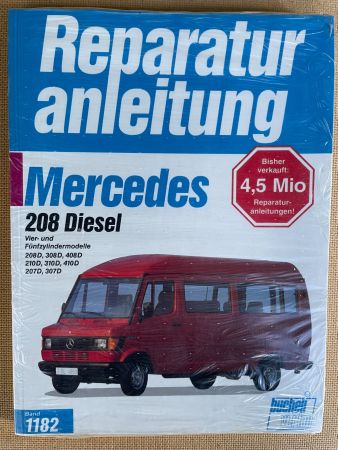 Reparatur
anleitung
Bisher
verkauft:
4,5 Mio
Reparatur-
anleitungen!
Mercedes
208 Diesel
Vier- und
Fünfzylindermodelle
208D, 308D, 408D
210D, 310D, 410D
207D, 307D
Band
1182
bucheli